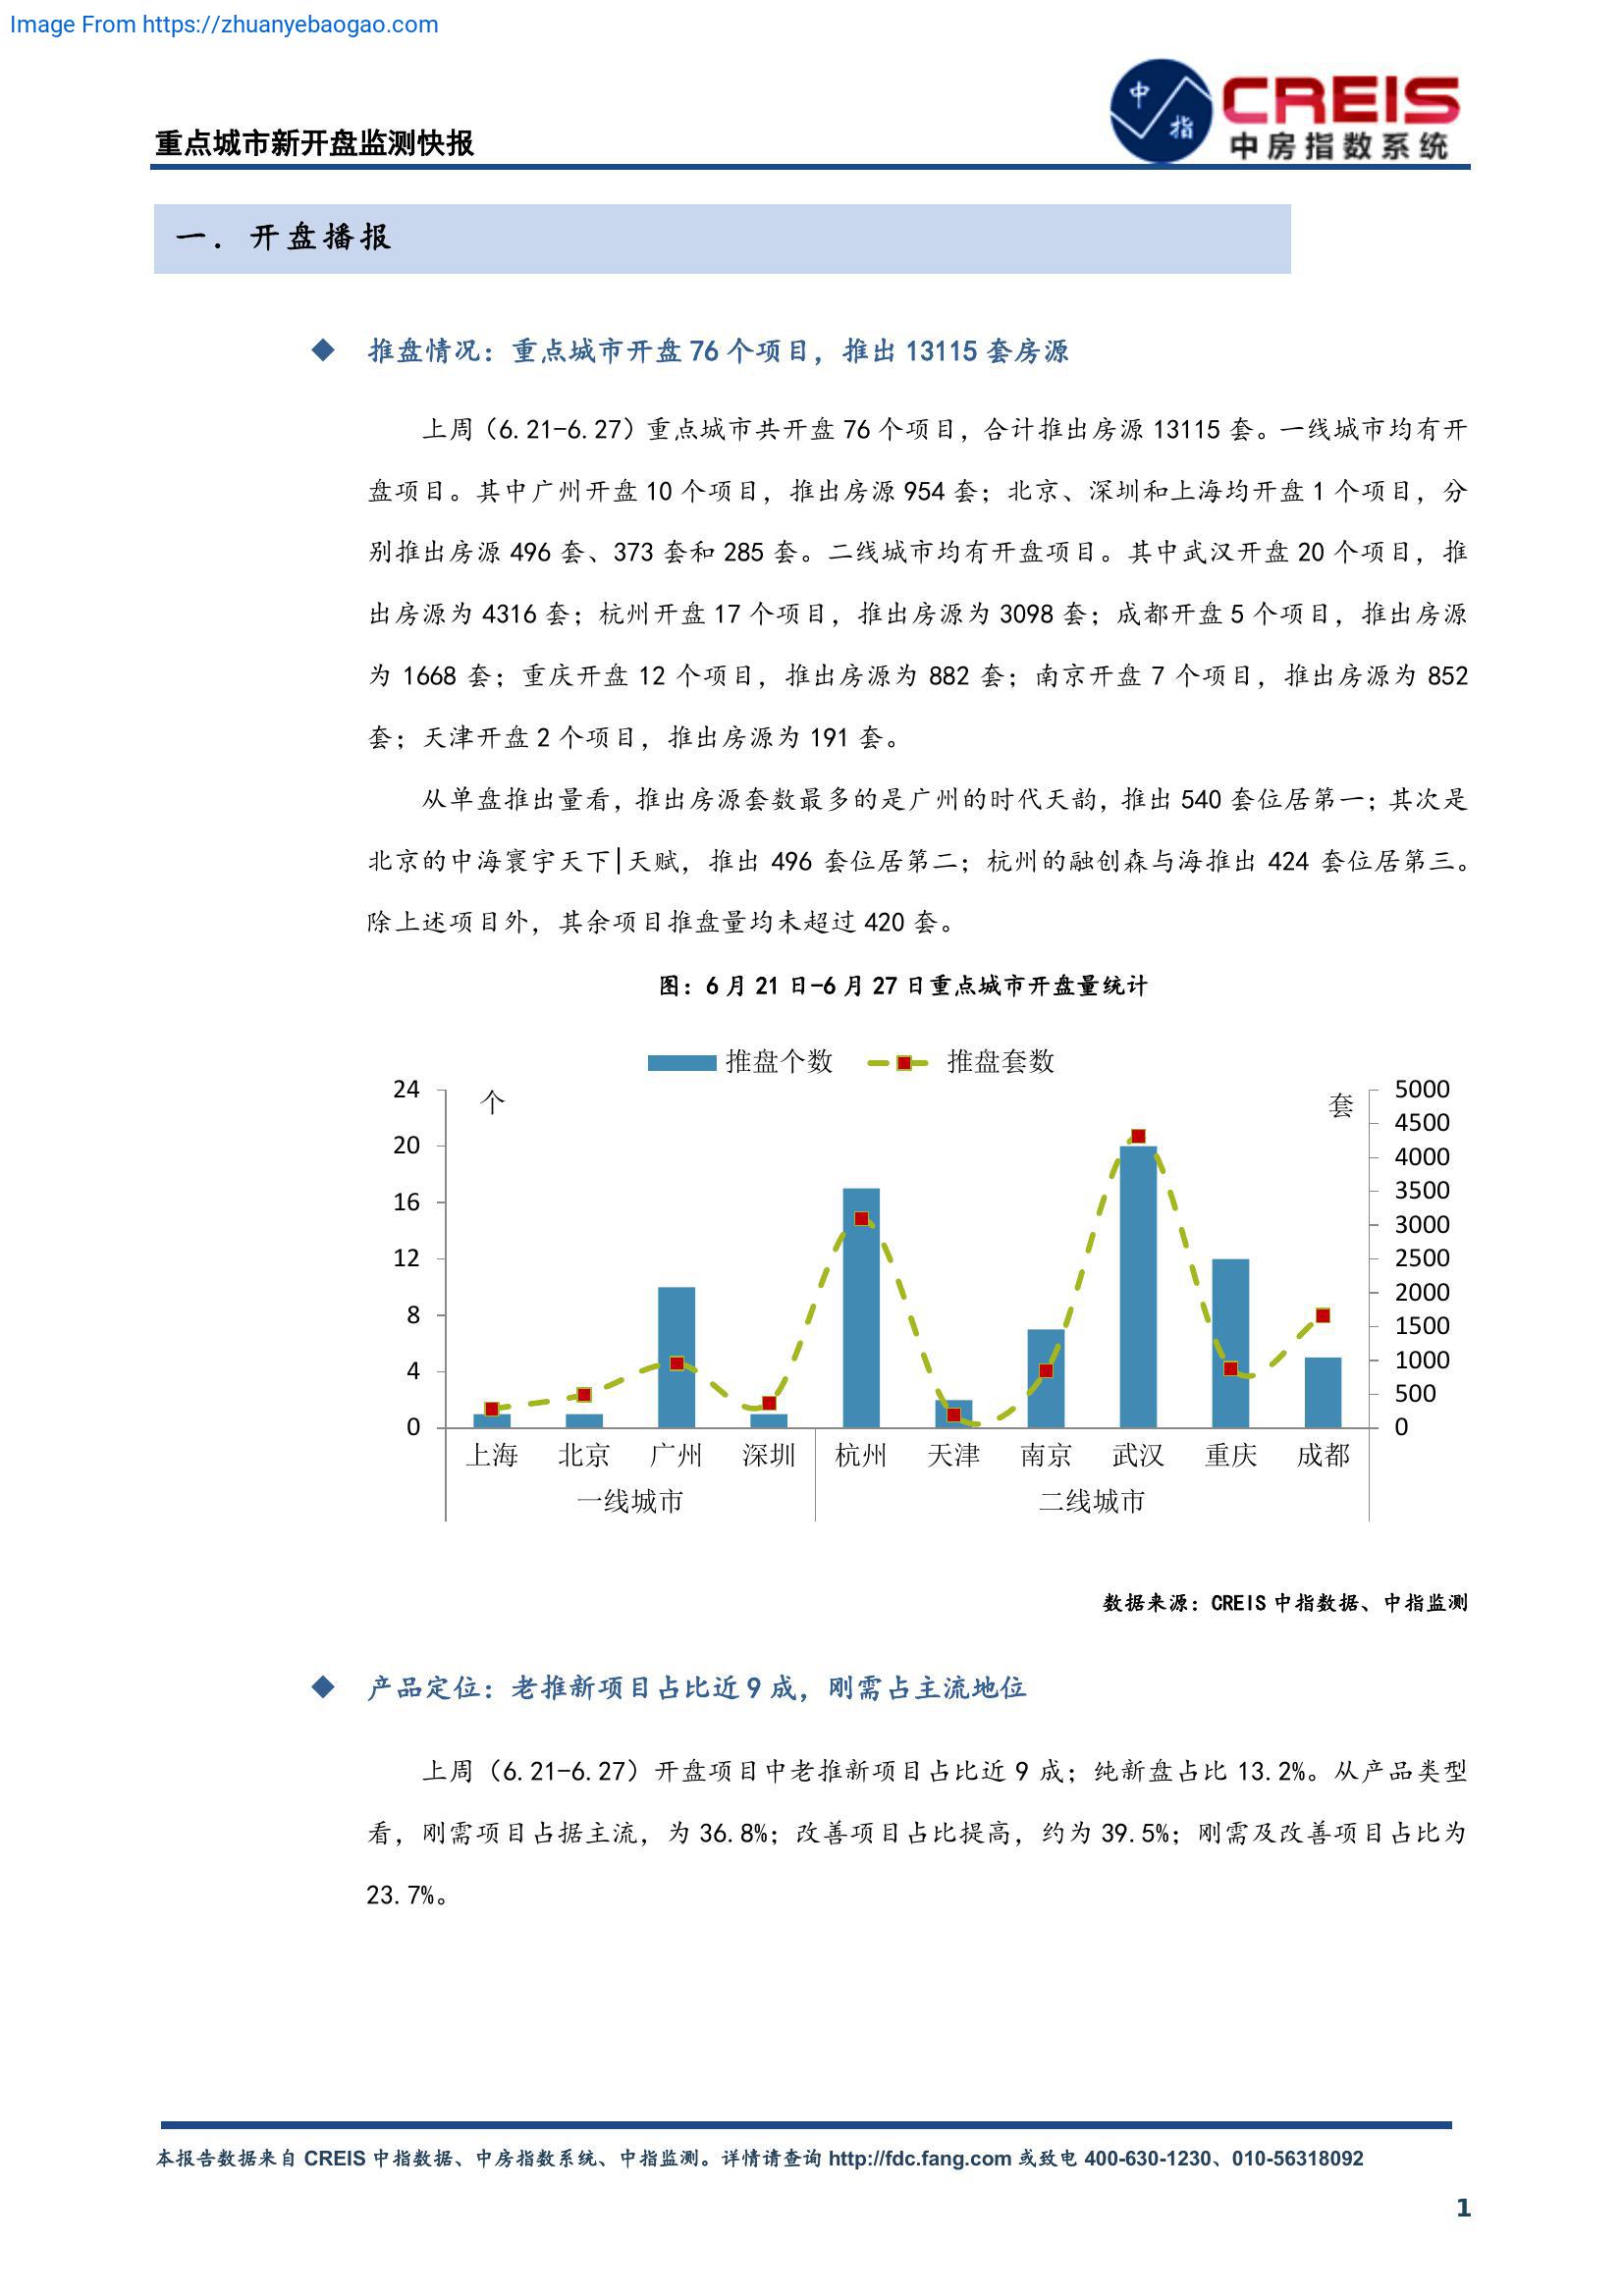 Image From https://zhuanyebaogao.com
中
指
CREIS
中房指数系统
重点城市新开盘监测快报
一. 开盘播报
◆ 推盘情况：重点城市开盘 76 个项目，推出 13115 套房源
上周（6.21-6.27）重点城市共开盘 76 个项目，合计推出房源 13115 套。一线城市均有开
盘项目。其中广州开盘 10 个项目，推出房源 954 套；北京、深圳和上海均开盘 1 个项目，分
别推出房源 496 套、373 套和 285 套。二线城市均有开盘项目。其中武汉开盘 20 个项目，推
出房源为 4316 套；杭州开盘 17 个项目，推出房源为 3098 套；成都开盘 5 个项目，推出房源
为 1668 套；重庆开盘 12 个项目，推出房源为 882 套；南京开盘 7 个项目，推出房源为 852
套；天津开盘 2 个项目，推出房源为 191 套。
从单盘推出量看，推出房源套数最多的是广州的时代天韵，推出 540 套位居第一；其次是
北京的中海寰宇天下|天赋，推出 496 套位居第二；杭州的融创森与海推出 424 套位居第三。
除上述项目外，其余项目推盘量均未超过 420 套。
图：6 月 21 日-6 月 27 日重点城市开盘量统计
推盘个数 推盘套数
个 套
24 5000
4500
20 4000
3500
16 3000
12 2500
2000
8 1500
4 1000
500
0 0
上海 北京 广州 深圳 杭州 天津 南京 武汉 重庆 成都
一线城市 二线城市
数据来源：CREIS 中指数据、中指监测
◆ 产品定位：老推新项目占比近 9 成，刚需占主流地位
上周（6.21-6.27）开盘项目中老推新项目占比近 9 成；纯新盘占比 13.2%。从产品类型
看，刚需项目占据主流，为 36.8%；改善项目占比提高，约为 39.5%；刚需及改善项目占比为
23.7%。
本报告数据来自 CREIS 中指数据、中房指数系统、中指监测。详情请查询 http://fdc.fang.com 或致电 400-630-1230、010-56318092
1